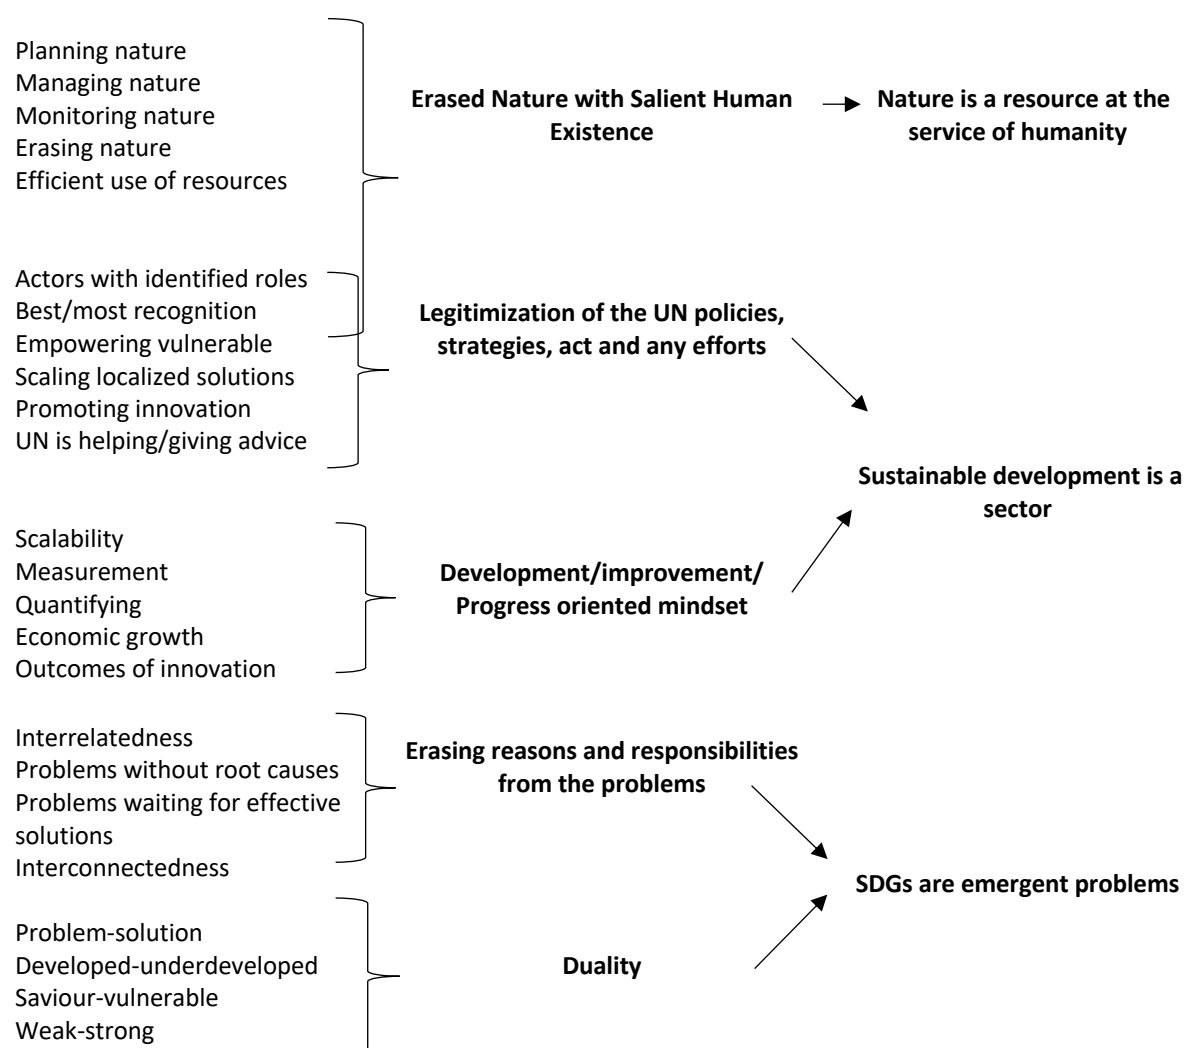 Planning nature
Managing nature
Monitoring nature
Erasing nature
Efficient use of resources
Erased Nature with Salient Human
Existence
Nature is a resource at the
service of humanity
Actors with identified roles
Best/most recognition
Empowering vulnerable
Scaling localized solutions
Promoting innovation
UN is helping/giving advice
Legitimization of the UN policies,
strategies, act and any efforts
Scalability
Measurement
Quantifying
Economic growth
Outcomes of innovation
Development/improvement/
Progress oriented mindset
Sustainable development is a
sector
Interrelatedness
Problems without root causes
Problems waiting for effective
solutions
Interconnectedness
Erasing reasons and responsibilities
from the problems
Problem-solution
Developed-underdeveloped
Saviour-vulnerable
Weak-strong
Duality
SDGs are emergent problems